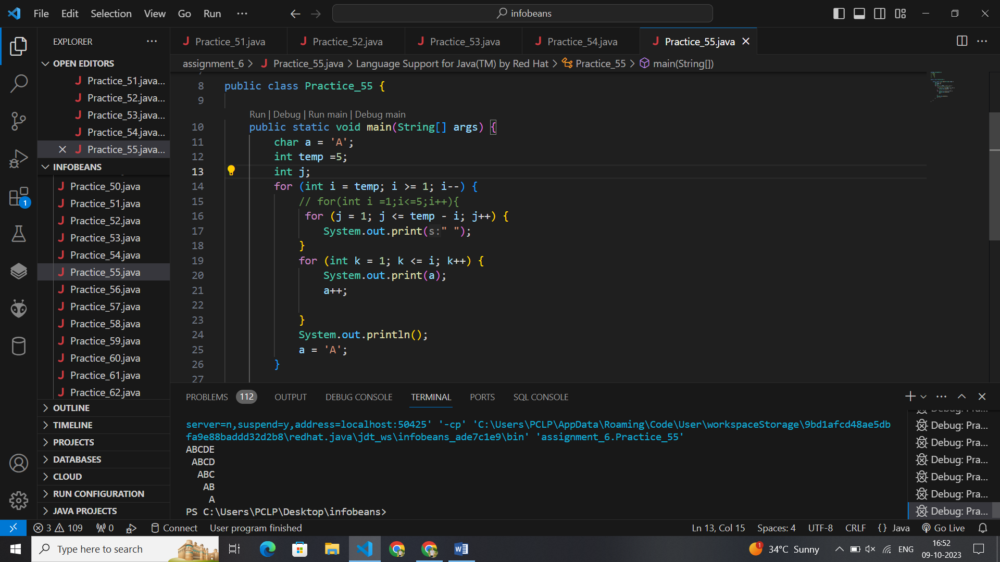 File Edit Selection View Go Run ··· infobeans
EXPLORER ···
OPEN EDITORS
Practice_51.java...
Practice_52.java...
Practice_53.java...
Practice_54.java...
Practice_55.java...
INFOBEANS
Practice_50.java
Practice_51.java
Practice_52.java
Practice_53.java
Practice_54.java
Practice_55.java
Practice_56.java
Practice_57.java
Practice_58.java
Practice_59.java
Practice_60.java
Practice_61.java
Practice_62.java
OUTLINE
TIMELINE
PROJECTS
DATABASES
CLOUD
RUN CONFIGURATION
JAVA PROJECTS
1
J Practice_51.java J Practice_52.java J Practice_53.java J Practice_54.java J Practice_55.java
assignment_6 > J Practice_55.java > Language Support for Java(TM) by Red Hat > Practice_55 > main(String[])
8 public class Practice_55 {
9
Run | Debug | Run main | Debug main
10 public static void main(String[] args) {
11 char a = 'A';
12 int temp =5;
13 int j;
14 for (int i = temp; i >= 1; i--) {
15 // for(int i =1;i<=5;i++){
16 for (j = 1; j <= temp - i; j++) {
17 System.out.print(s:" ");
18 }
19 for (int k = 1; k <= i; k++) {
20 System.out.print(a);
21 a++;
22
23 }
24 System.out.println();
25 a = 'A';
26 }
27
PROBLEMS 112 OUTPUT DEBUG CONSOLE TERMINAL PORTS SQL CONSOLE
server=n,suspend=y,address=localhost:50425' '-cp' 'C:\Users\PCLP\AppData\Roaming\Code\User\workspaceStorage\9bd1afcd48ae5db
fa9e88baddd32d2b8\redhat.java\jdt_ws\infobeans_ade7c1e9\bin' 'assignment_6.Practice_55'
ABCDE
ABCD
ABC
AB
A
PS C:\Users\PCLP\Desktop\infobeans>
Debug: Pra...
Debug: Pra...
Debug: Pra...
Debug: Pra...
Debug: Pra...
Debug: Pra...
3 109 0 Connect User program finished Ln 13, Col 15 Spaces: 4 UTF-8 CRLF {} Java Go Live
Type here to search 1 34°C Sunny ENG 16:52
09-10-2023